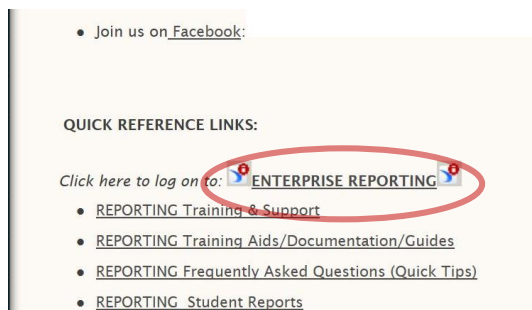 • Join us on Facebook:
QUICK REFERENCE LINKS:
Click here to log on to: ENTERPRISE REPORTING
• REPORTING Training & Support
• REPORTING Training Aids/Documentation/Guides
• REPORTING Frequently Asked Questions (Quick Tips)
• REPORTING Student Reports